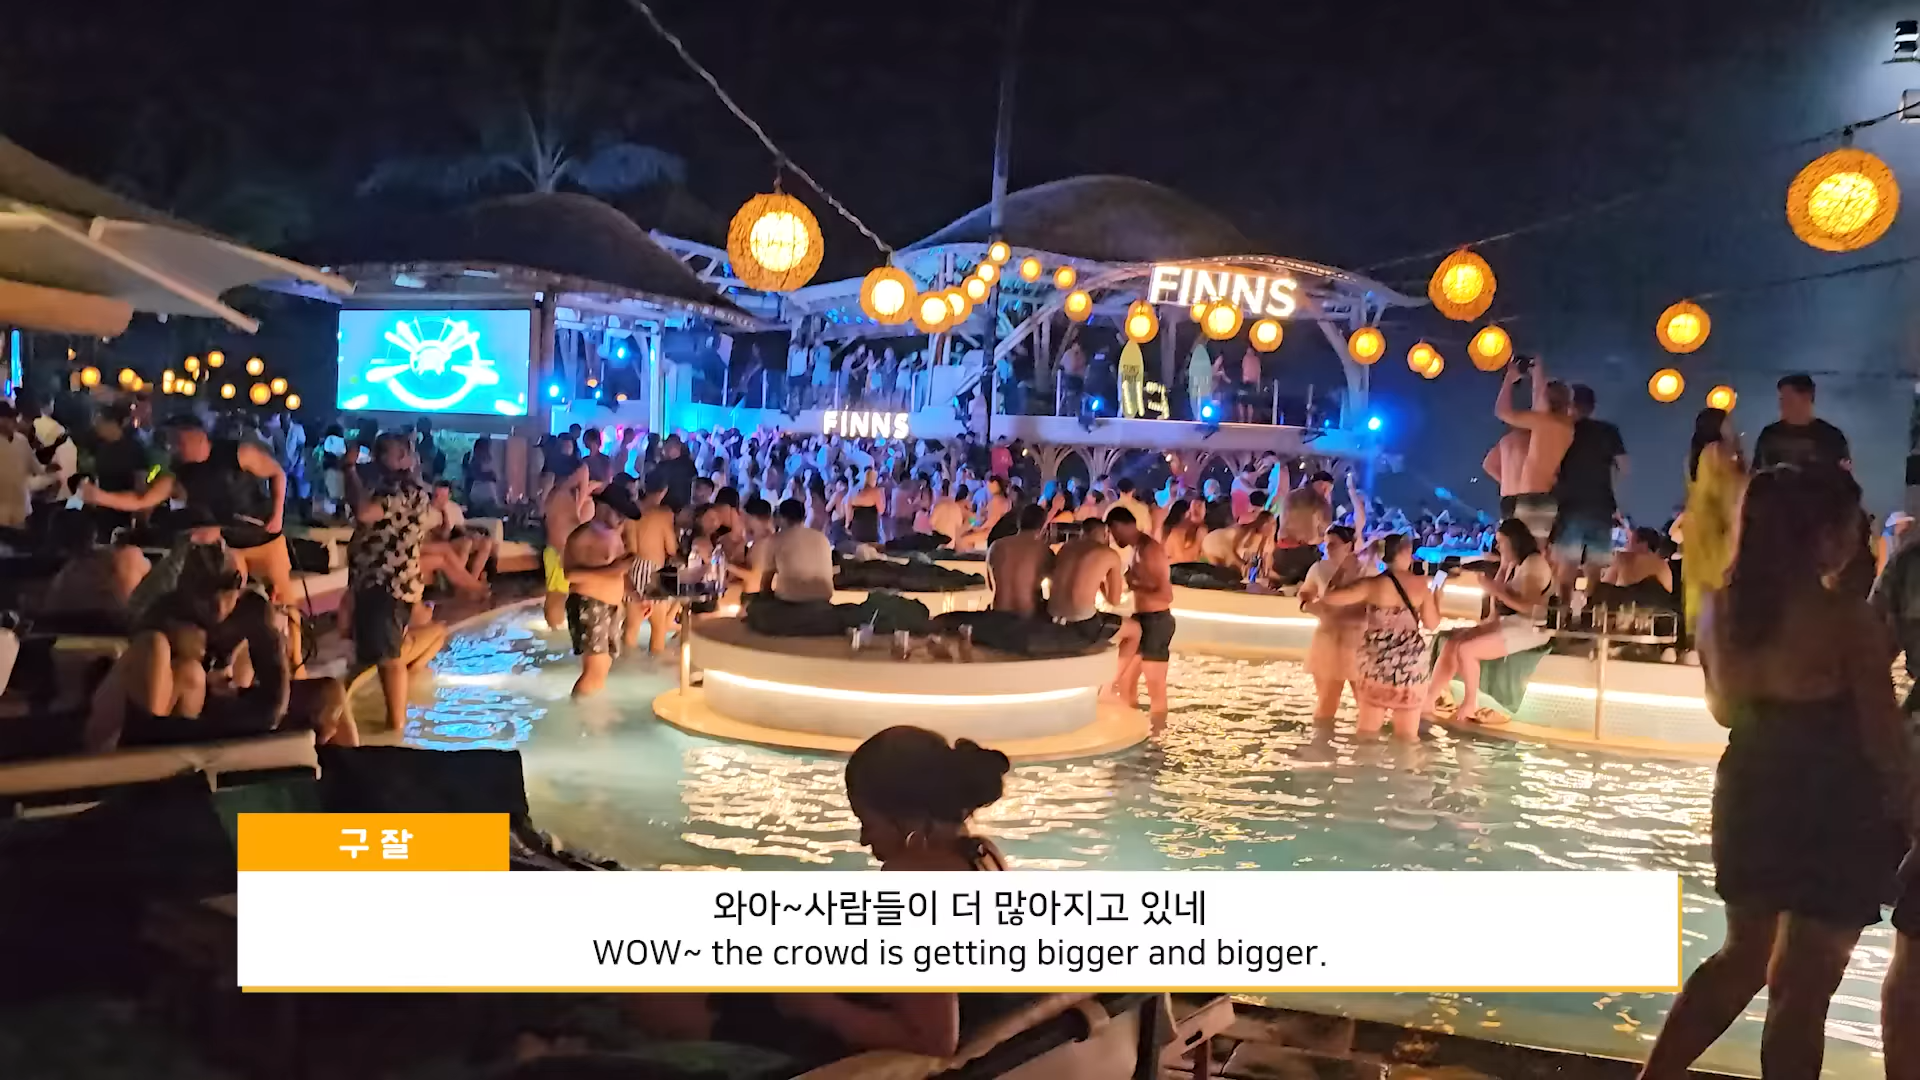 FINNS
FINNS
구잘
와아~사람들이 더 많아지고 있네
WOW~ the crowd is getting bigger and bigger.